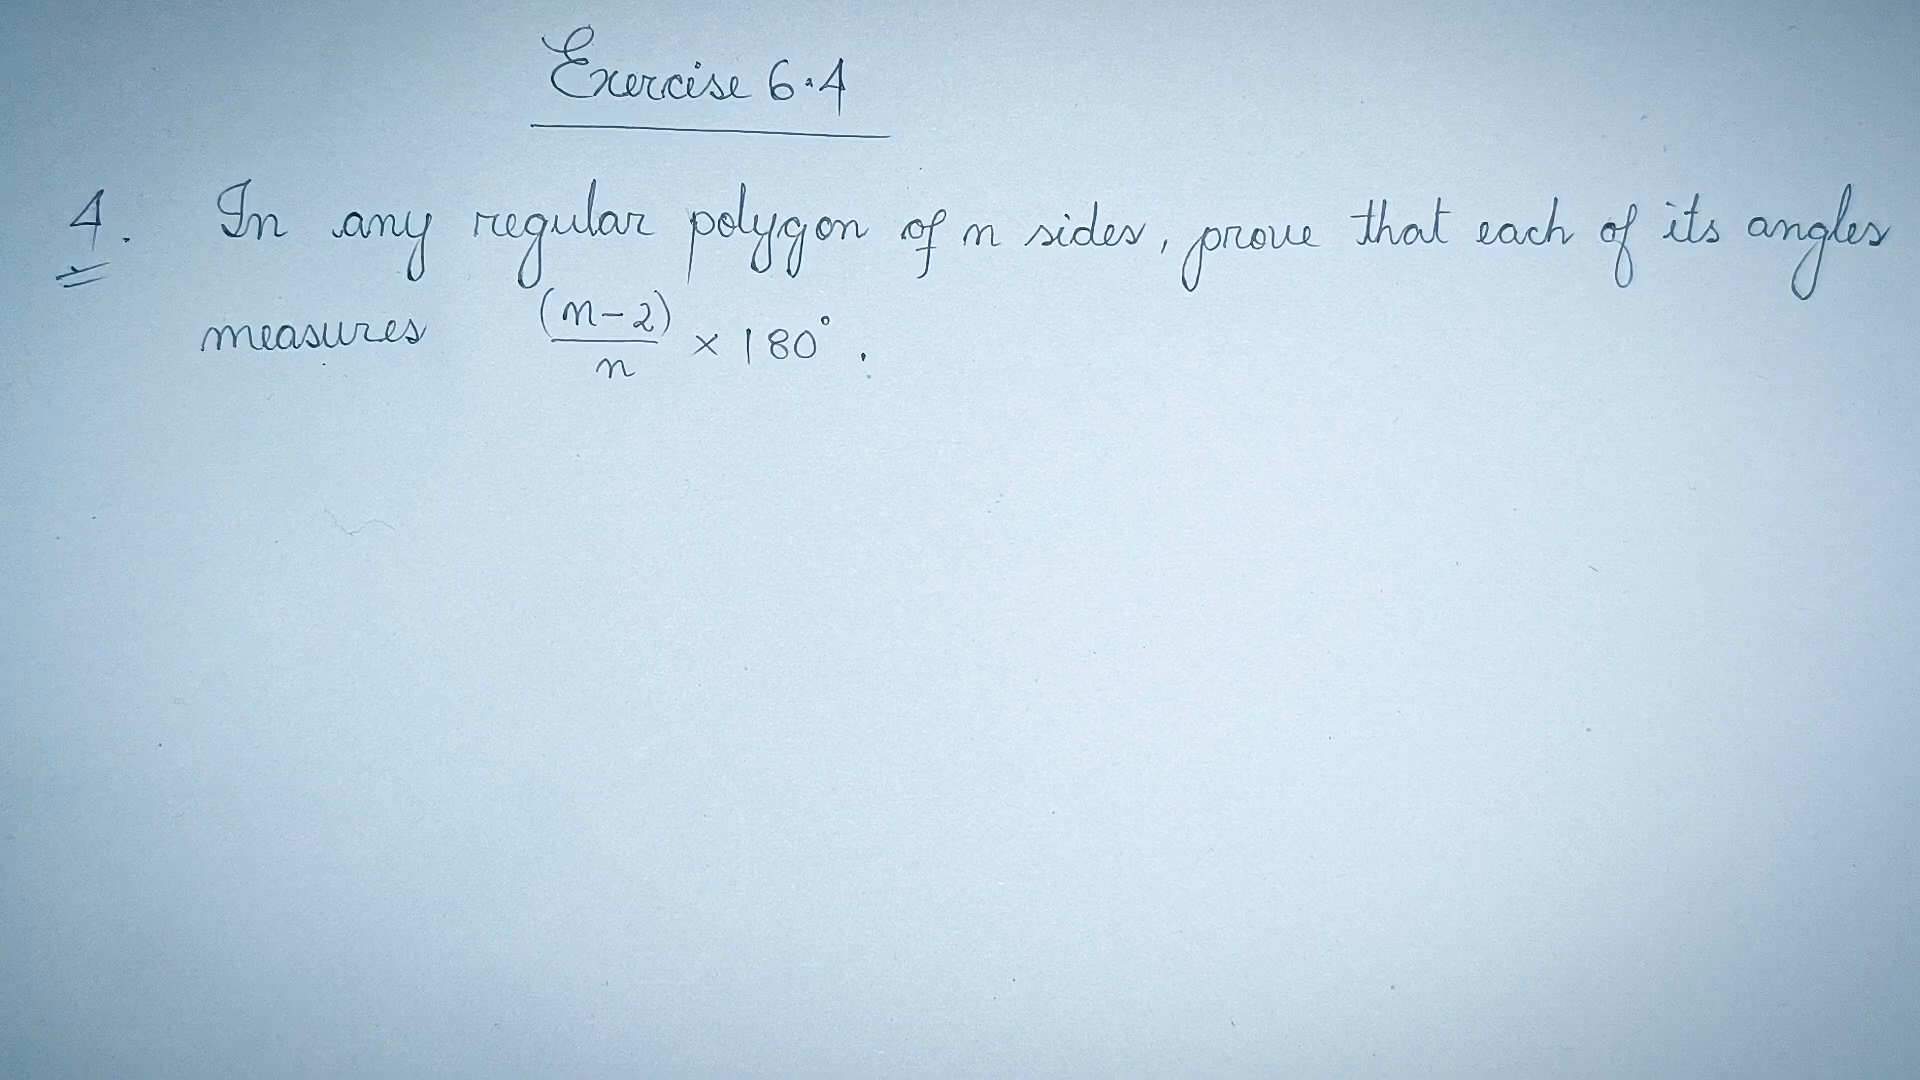 Exercise 6.4
4. In any regular polygon of n sides, prove that each of its angles
measures (n-2)/n × 180°.